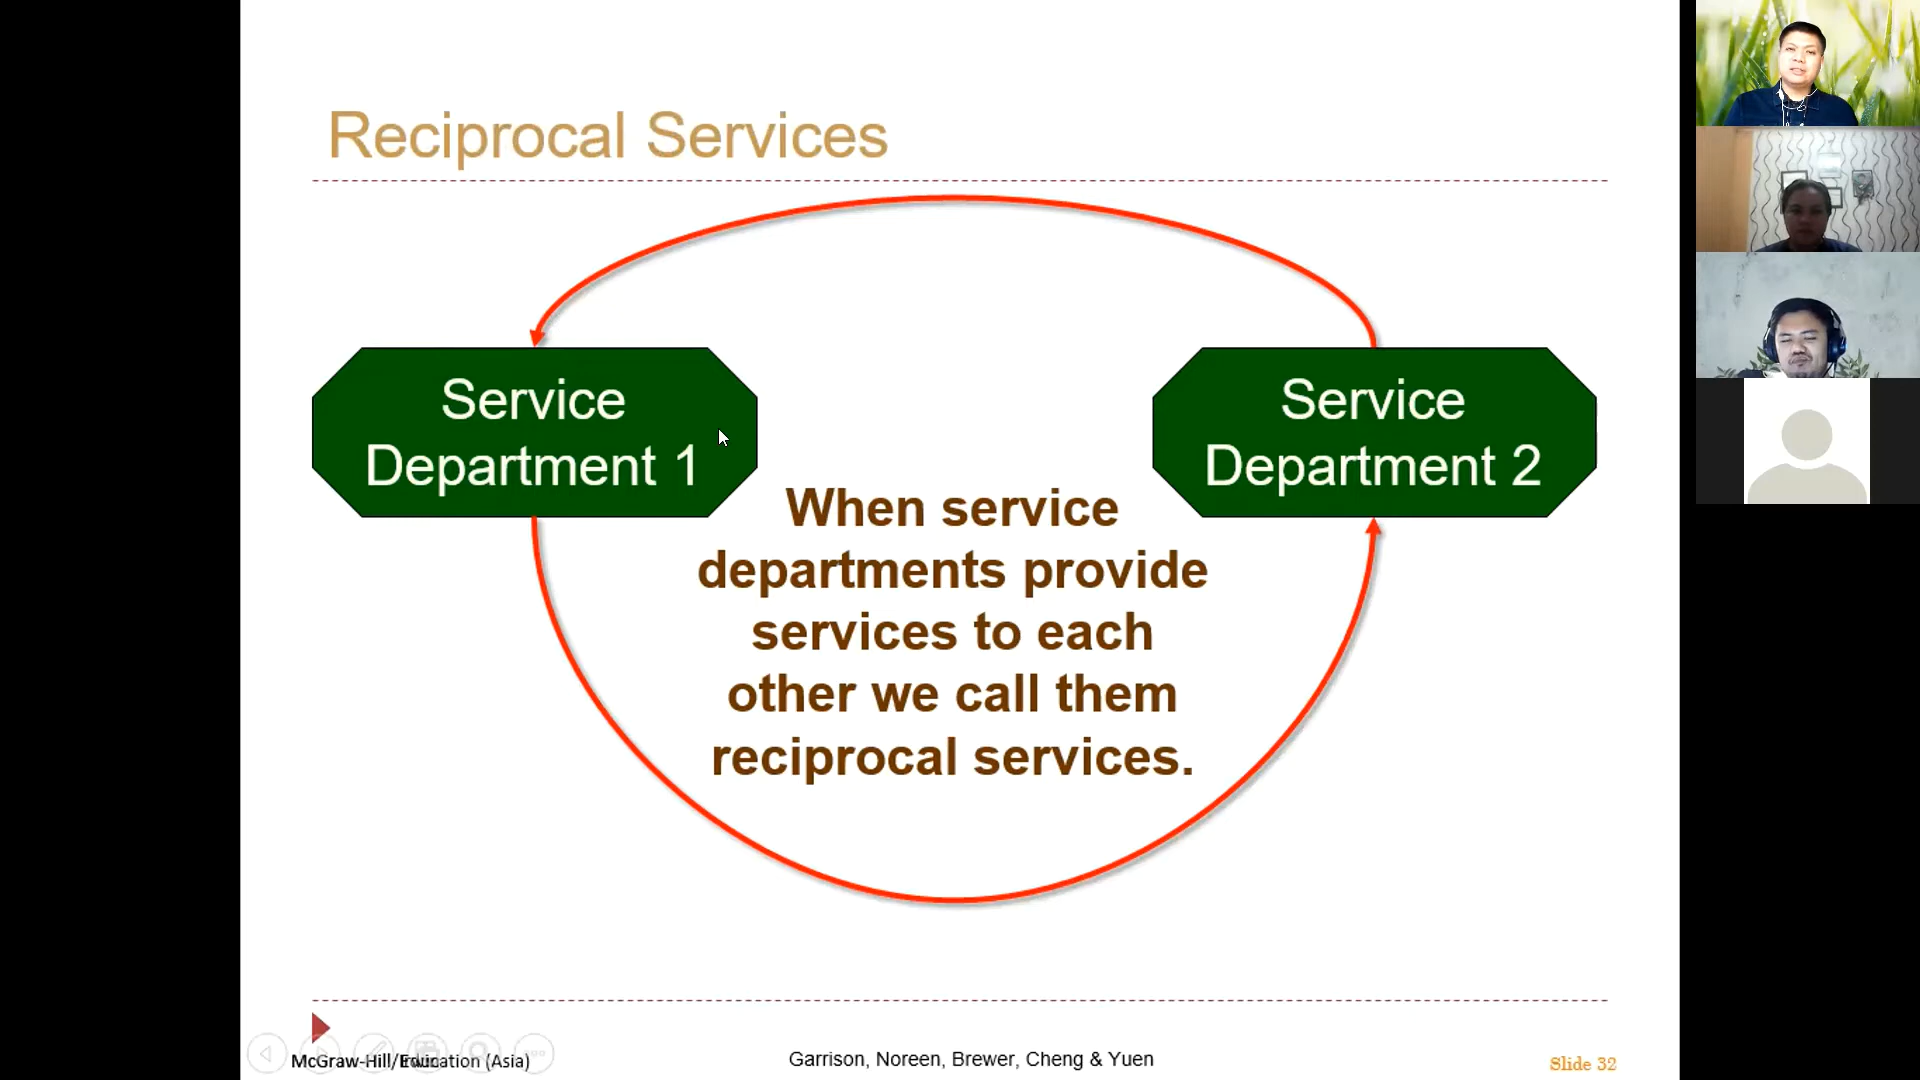 Reciprocal Services
Service
Department 1
Service
Department 2
When service
departments provide
services to each
other we call them
reciprocal services.
McGraw-Hill/Education (Asia)
Garrison, Noreen, Brewer, Cheng & Yuen
Slide 32